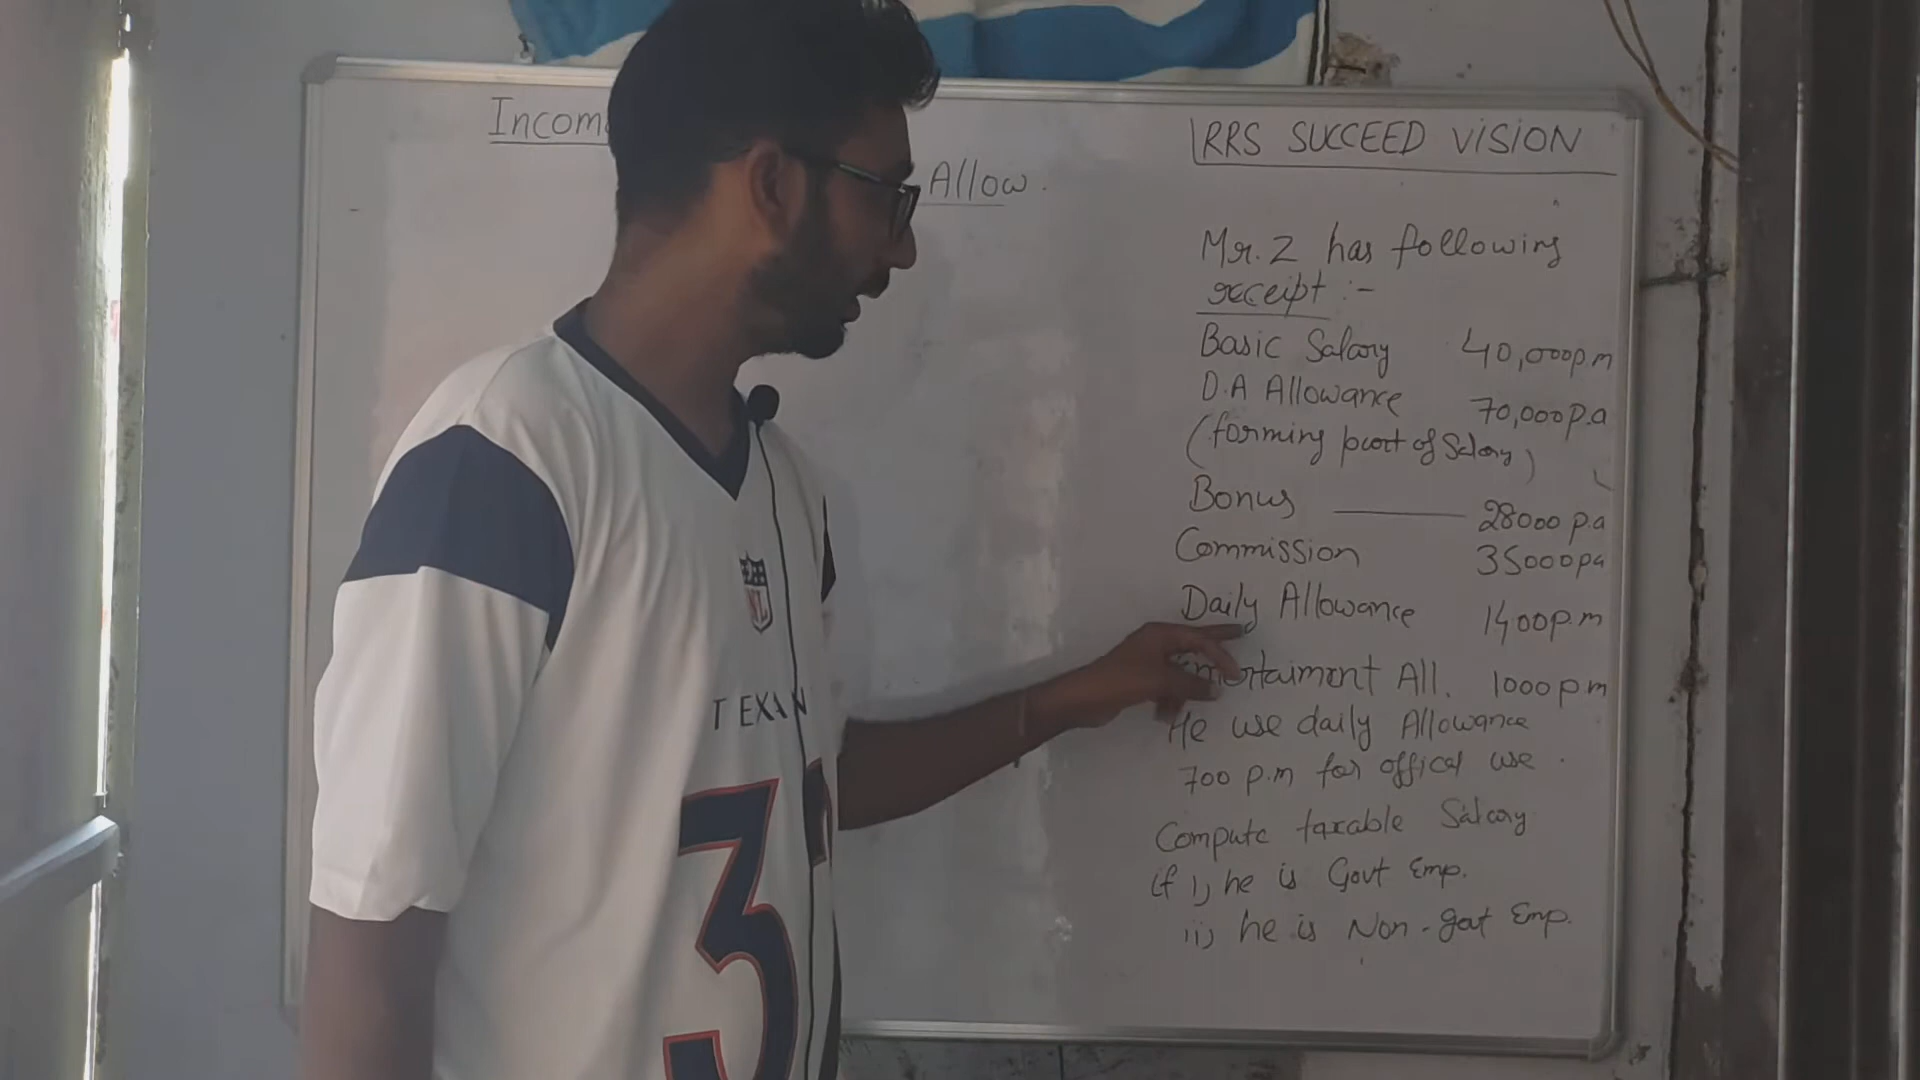 Allow.
RRS SUCCEED VISION
Mr. Z has following
receipt :-
Basic Salary 40,000p.m
D.A Allowance 70,000p.a
(forming part of Salary)
Bonus 28000 p.a
Commission 35000pa
Daily Allowance 1400p.m
All. 1000 p.m
He use daily Allowance
700 p.m for offical use.
Compute taxable Salary
if i) he is Govt Emp.
ii) he is Non-govt Emp.
NFL
TEXAN
3